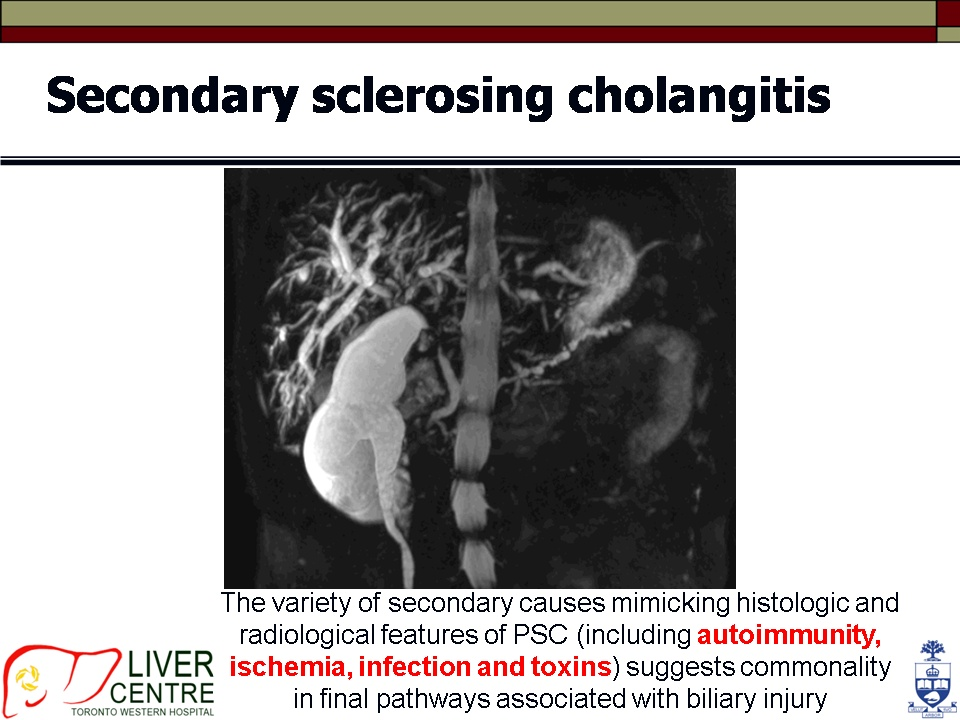 Secondary sclerosing cholangitis
The variety of secondary causes mimicking histologic and
radiological features of PSC (including autoimmunity,
ischemia, infection and toxins) suggests commonality
in final pathways associated with biliary injury
LIVER
CENTRE
TORONTO WESTERN HOSPITAL